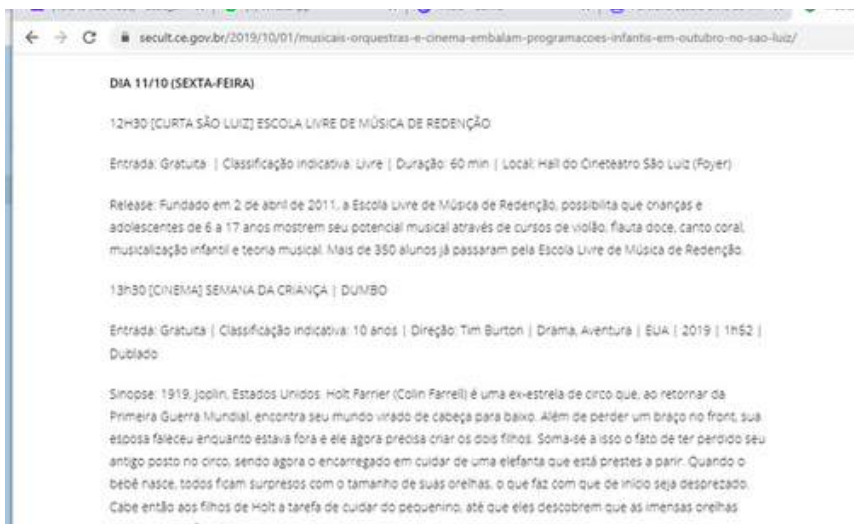 secult.ce.gov.br/2019/10/01/musicais-orquestras-e-cinema-embalam-programacoes-infantis-em-outubro-no-sao-luiz/
DIA 11/10 (SEXTA-FEIRA)
12H30 [CURTA SÃO LUIZ] ESCOLA LIVRE DE MÚSICA DE REDENÇÃO
Entrada: Gratuita | Classificação indicativa: Livre | Duração: 60 min | Local: Hall do Cineteatro São Luiz (Foyer)
Release: Fundado em 2 de abril de 2011, a Escola Livre de Música de Redenção, possibilita que crianças e
adolescentes de 6 a 17 anos mostrem seu potencial musical através de cursos de violão, flauta doce, canto coral,
musicalização infantil e teoria musical. Mais de 350 alunos já passaram pela Escola Livre de Música de Redenção.
13h30 [CINEMA] SEMANA DA CRIANÇA | DUMBO
Entrada: Gratuita | Classificação indicativa: 10 anos | Direção: Tim Burton | Drama, Aventura | EUA | 2019 | 1h52 |
Dublado
Sinopse: 1919, Joplin, Estados Unidos. Holt Farrier (Colin Farrell) é uma ex-estrela de circo que, ao retornar da
Primeira Guerra Mundial, encontra seu mundo virado de cabeça para baixo. Além de perder um braço no front, sua
esposa faleceu enquanto estava fora e ele agora precisa criar os dois filhos. Soma-se a isso o fato de ter perdido seu
antigo posto no circo, sendo agora o encarregado em cuidar de uma elefanta que está prestes a parir. Quando o
bebê nasce, todos ficam surpresos com o tamanho de suas orelhas, o que faz com que de início seja desprezado.
Cabe então aos filhos de Holt a tarefa de cuidar do pequenino, até que eles descobrem que as imensas orelhas